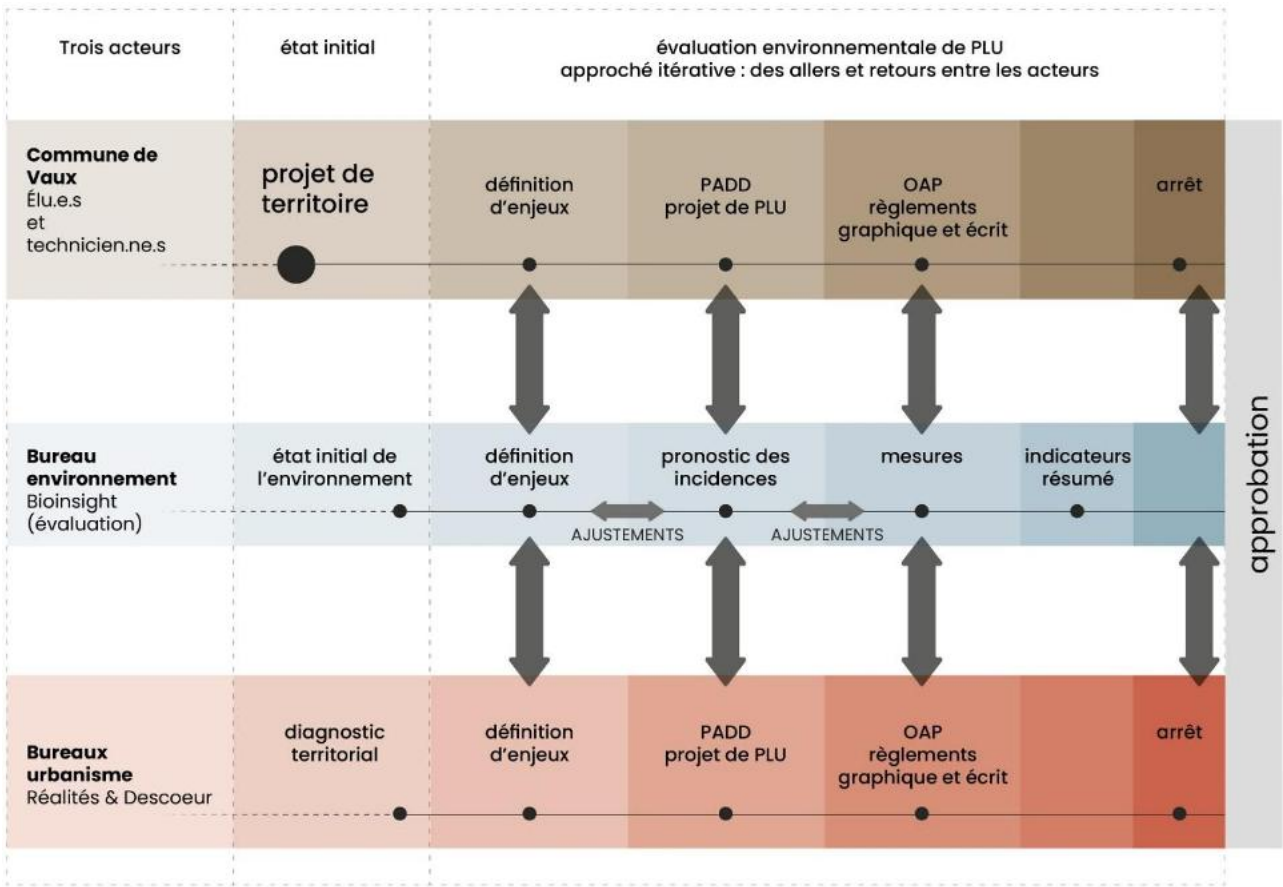 Trois acteurs
état initial
évaluation environnementale de PLU
approché itérative : des allers et retours entre les acteurs
Commune de
Vaux
Élu.e.s
et
technicien.ne.s
projet de
territoire
définition
d'enjeux
PADD
projet de PLU
OAP
règlements
graphique et écrit
arrêt
Bureau
environnement
Bioinsight
(évaluation)
état initial de
l'environnement
définition
d'enjeux
pronostic des
incidences
mesures
indicateurs
résumé
AJUSTEMENTS
AJUSTEMENTS
Bureaux
urbanisme
Réalités & Descoeur
diagnostic
territorial
définition
d'enjeux
PADD
projet de PLU
OAP
règlements
graphique et écrit
arrêt
approbation